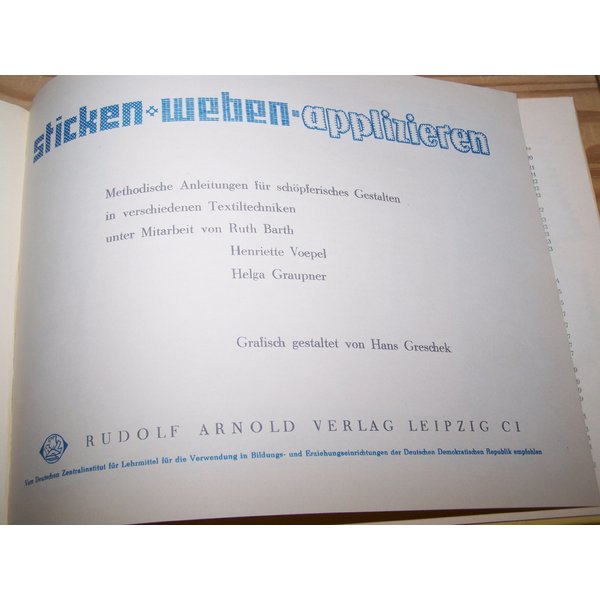 sticken + weben - applizieren
Methodische Anleitungen für schöpferisches Gestalten
in verschiedenen Textiltechniken
unter Mitarbeit von Ruth Barth
Henriette Voepel
Helga Graupner
Grafisch gestaltet von Hans Greschek
RUDOLF ARNOLD VERLAG LEIPZIG C1
Vom Deutschen Zentralinstitut für Lehrmittel für die Verwendung in Bildungs- und Erziehungseinrichtungen der Deutschen Demokratischen Republik empfohlen